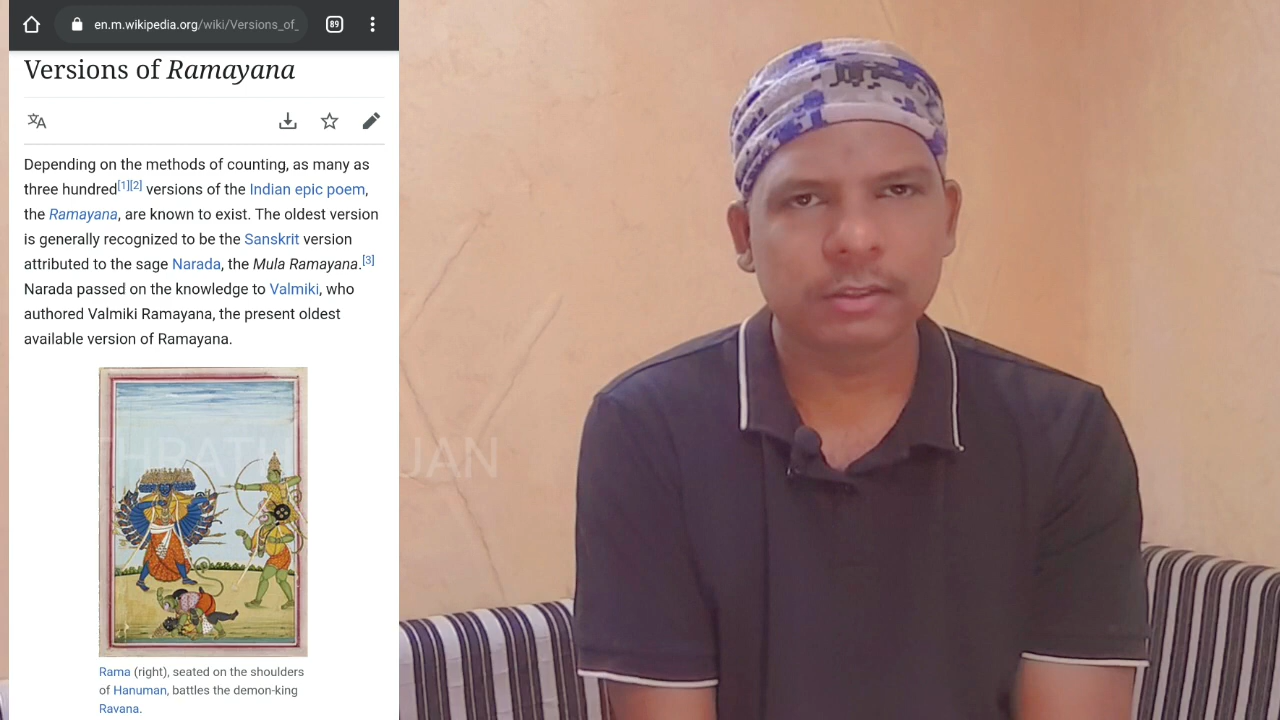 en.m.wikipedia.org/wiki/Versions_of_
89
Versions of Ramayana
Depending on the methods of counting, as many as
three hundred[1][2] versions of the Indian epic poem,
the Ramayana, are known to exist. The oldest version
is generally recognized to be the Sanskrit version
attributed to the sage Narada, the Mula Ramayana.[3]
Narada passed on the knowledge to Valmiki, who
authored Valmiki Ramayana, the present oldest
available version of Ramayana.
Rama (right), seated on the shoulders
of Hanuman, battles the demon-king
Ravana.